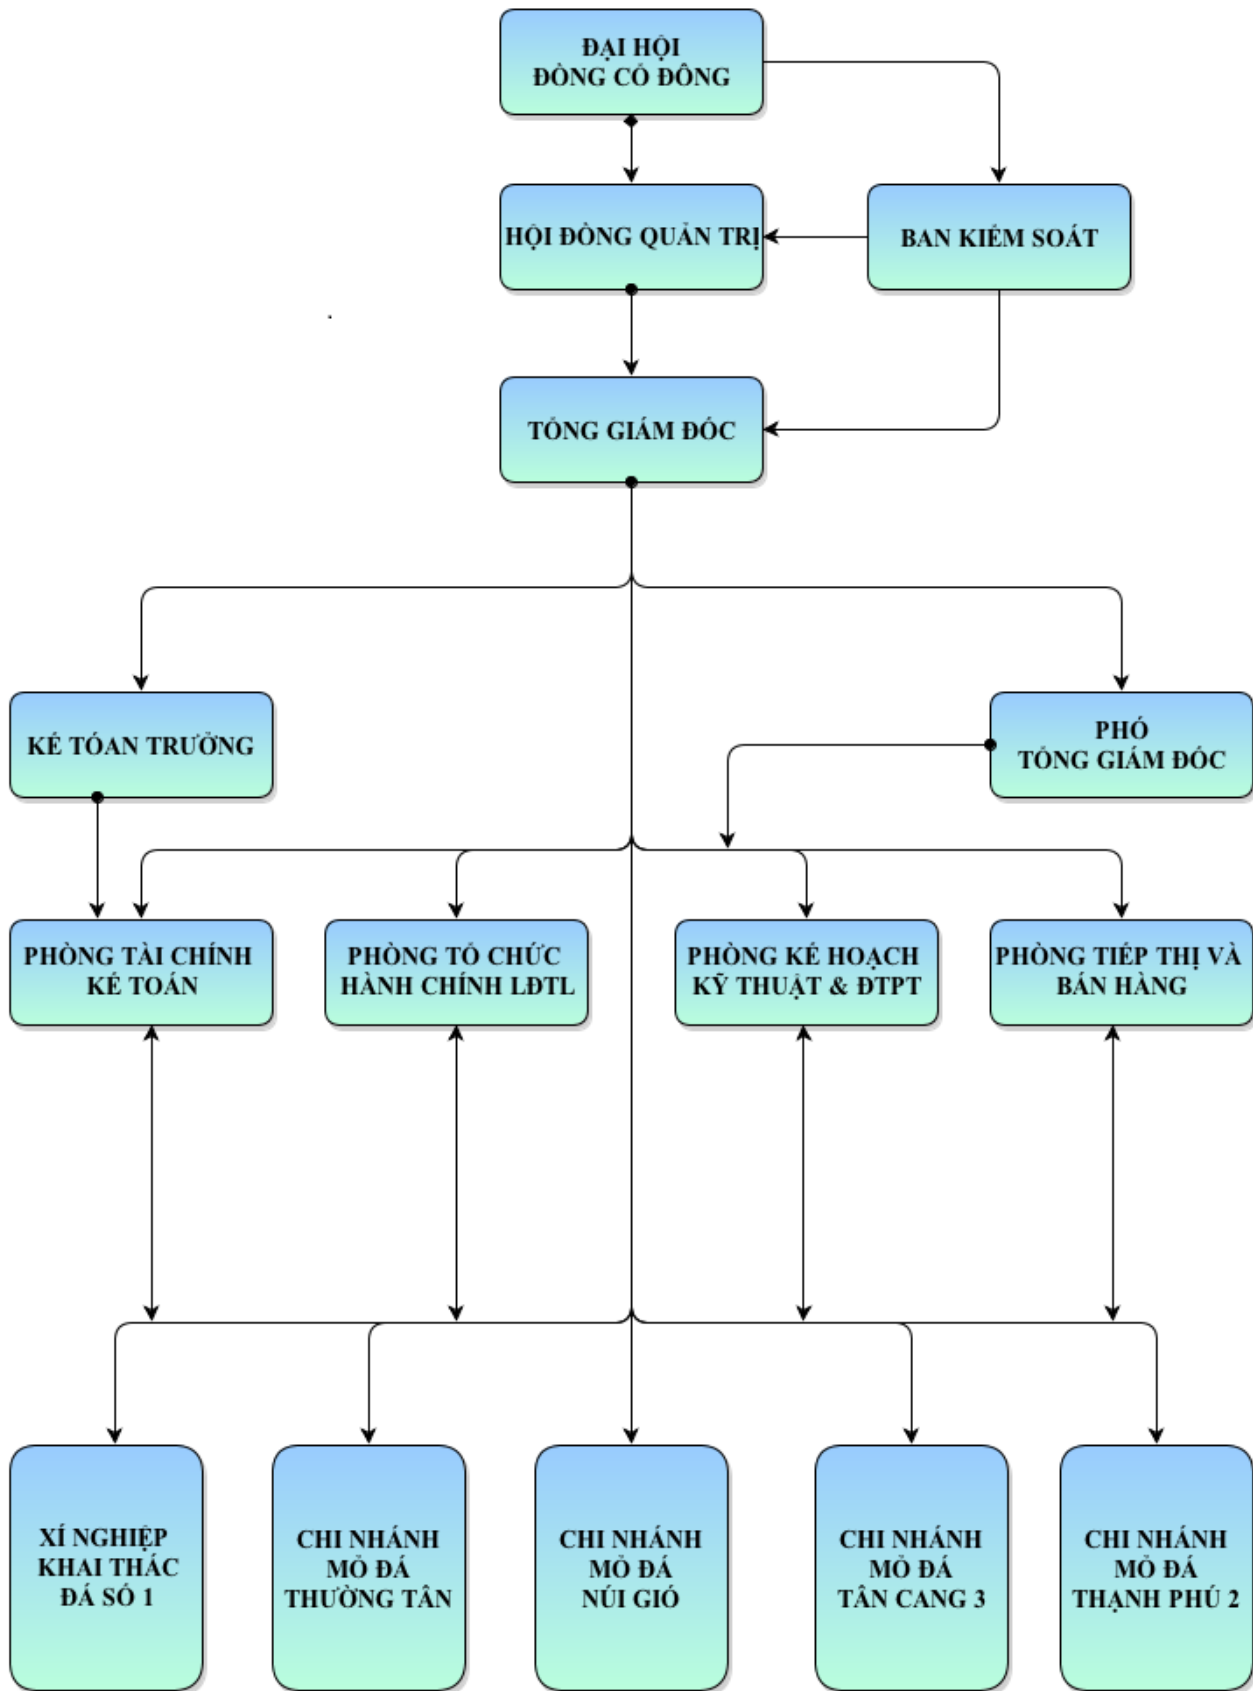 ĐẠI HỘI
ĐỒNG CỔ ĐÔNG
HỘI ĐỒNG QUẢN TRỊ
BAN KIỂM SOÁT
TỔNG GIÁM ĐỐC
KẾ TÓAN TRƯỞNG
PHÓ
TỔNG GIÁM ĐỐC
PHÒNG TÀI CHÍNH
KẾ TOÁN
PHÒNG TỔ CHỨC
HÀNH CHÍNH LĐTL
PHÒNG KẾ HOẠCH
KỸ THUẬT & ĐTPT
PHÒNG TIẾP THỊ VÀ
BÁN HÀNG
XÍ NGHIỆP
KHAI THÁC
ĐÁ SỐ 1
CHI NHÁNH
MỎ ĐÁ
THƯỜNG TÂN
CHI NHÁNH
MỎ ĐÁ
NÚI GIÓ
CHI NHÁNH
MỎ ĐÁ
TÂN CANG 3
CHI NHÁNH
MỎ ĐÁ
THẠNH PHÚ 2